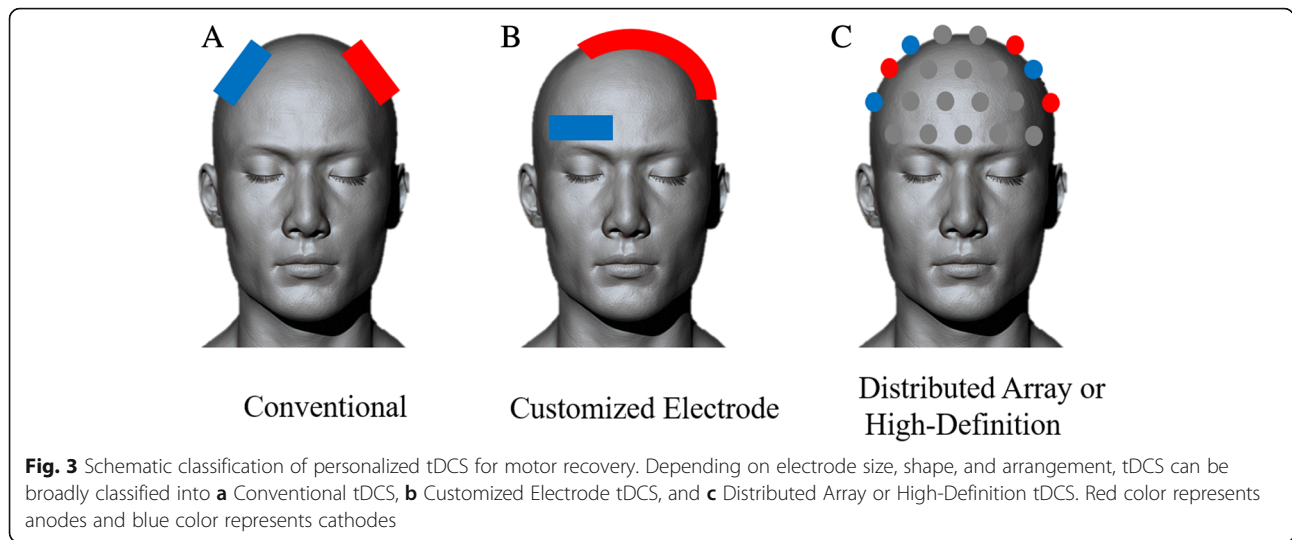 A
B
C
Conventional
Customized Electrode
Distributed Array or
High-Definition
Fig. 3 Schematic classification of personalized tDCS for motor recovery. Depending on electrode size, shape, and arrangement, tDCS can be
broadly classified into a Conventional tDCS, b Customized Electrode tDCS, and c Distributed Array or High-Definition tDCS. Red color represents
anodes and blue color represents cathodes